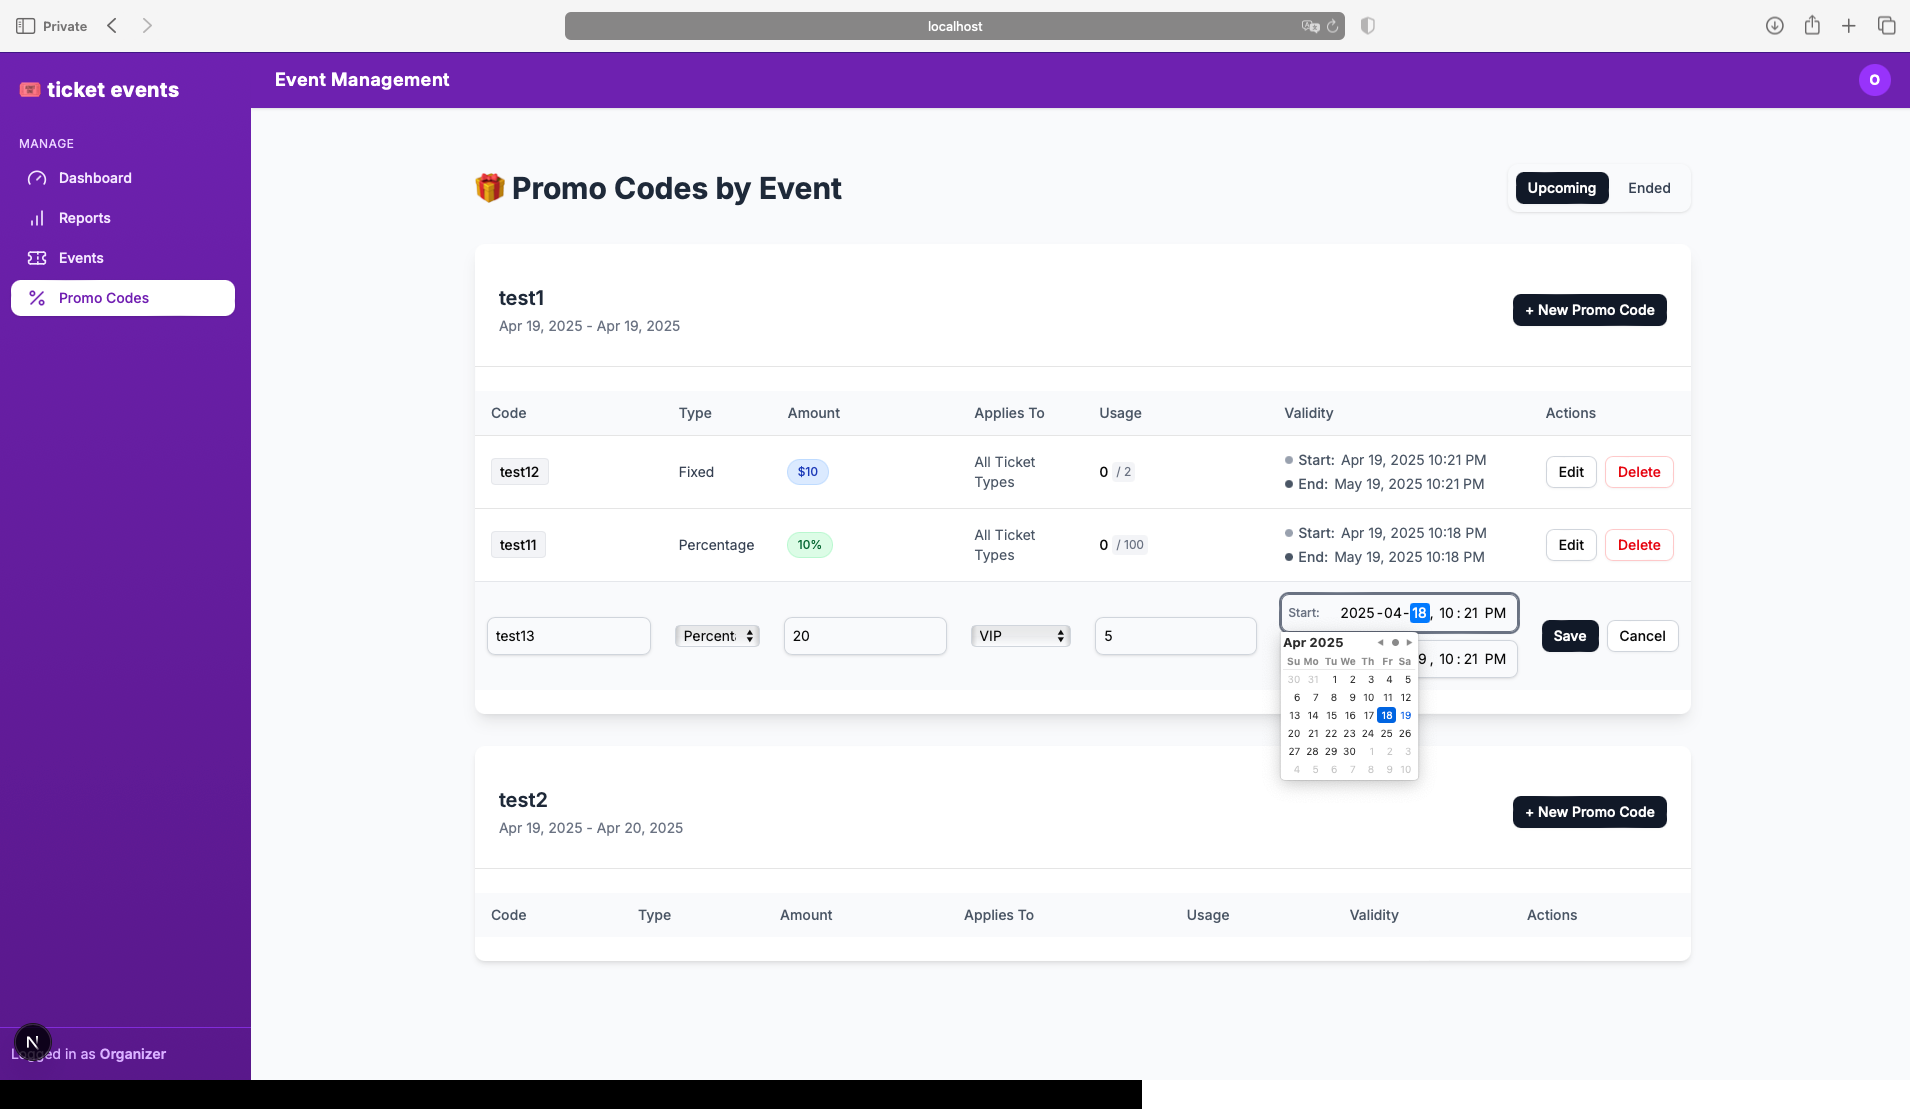 Private
localhost
ticket events
Event Management
O
MANAGE
Dashboard
Reports
Events
Promo Codes
Promo Codes by Event
Upcoming Ended
test1
Apr 19, 2025 - Apr 19, 2025
+ New Promo Code
Code Type Amount Applies To Usage Validity Actions
test12 Fixed $10 All Ticket Types 0 / 2 Start: Apr 19, 2025 10:21 PM
End: May 19, 2025 10:21 PM Edit Delete
test11 Percentage 10% All Ticket Types 0 / 100 Start: Apr 19, 2025 10:18 PM
End: May 19, 2025 10:18 PM Edit Delete
test13 Percent 20 VIP 5 Start: 2025-04-18, 10:21 PM
9, 10:21 PM Save Cancel
Apr 2025
Su Mo Tu We Th Fr Sa
30 31 1 2 3 4 5
6 7 8 9 10 11 12
13 14 15 16 17 18 19
20 21 22 23 24 25 26
27 28 29 30 1 2 3
4 5 6 7 8 9 10
test2
Apr 19, 2025 - Apr 20, 2025
+ New Promo Code
Code Type Amount Applies To Usage Validity Actions
N
Logged in as Organizer